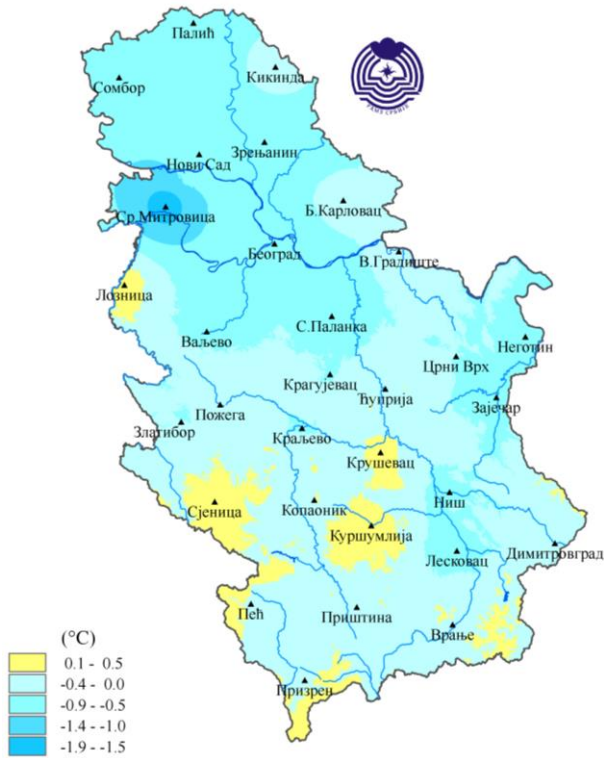 Палић
Кикинда
Сомбор
Зрењанин
Нови Сад
Ср.Митровица
Б.Карловац
Београд
В.Градиште
Лозница
С.Паланка
Ваљево
Неготин
Црни Врх
Крагујевац
Ћуприја
Зајечар
Пожега
Златибор
Краљево
Крушевац
Сјеница
Копаоник
Ниш
Куршумлија
Димитровград
Лесковац
Пећ
Приштина
Врање
Призрен
(°C)
0.1 - 0.5
-0.4 - 0.0
-0.9 - -0.5
-1.4 - -1.0
-1.9 - -1.5